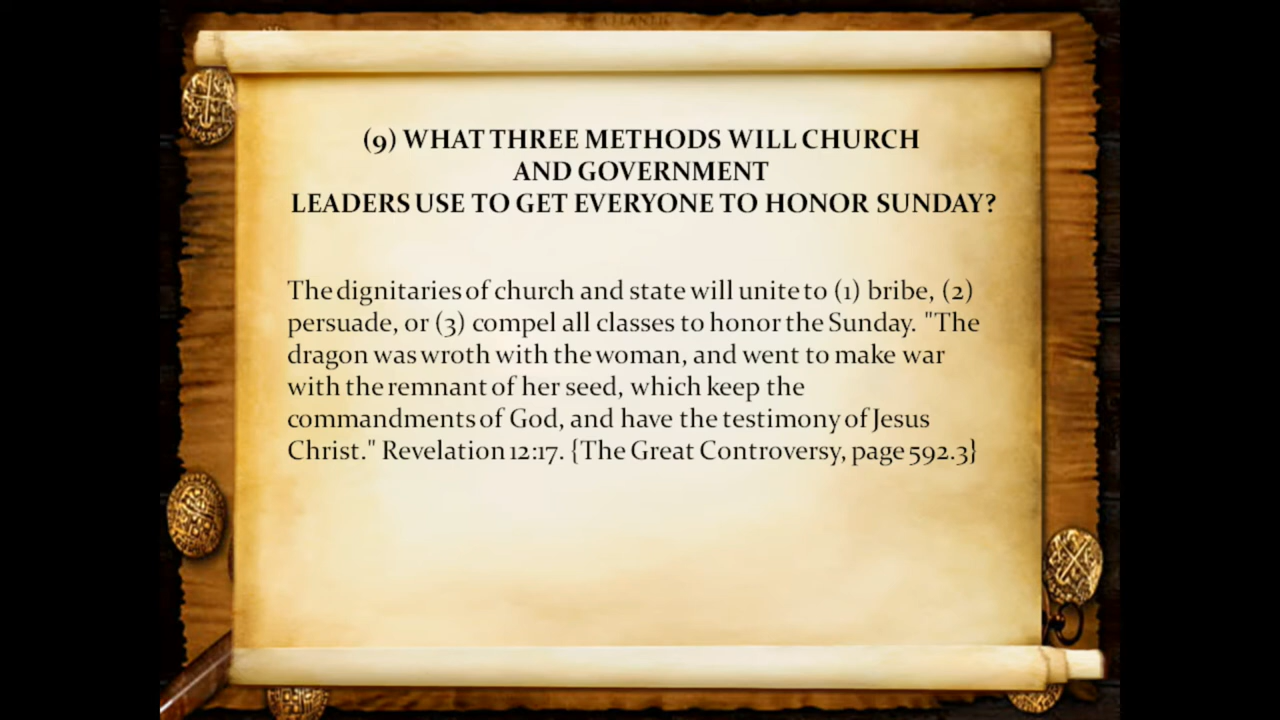 ATLANTIC
(9) WHAT THREE METHODS WILL CHURCH
AND GOVERNMENT
LEADERS USE TO GET EVERYONE TO HONOR SUNDAY?
The dignitaries of church and state will unite to (1) bribe, (2)
persuade, or (3) compel all classes to honor the Sunday. "The
dragon was wroth with the woman, and went to make war
with the remnant of her seed, which keep the
commandments of God, and have the testimony of Jesus
Christ." Revelation 12:17. {The Great Controversy, page 592.3}